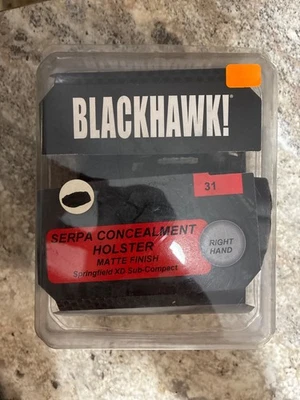 BLACKHAWK!
31
SERPA CONCEALMENT
HOLSTER
MATTE FINISH
Springfield XD Sub-Compact
RIGHT
HAND